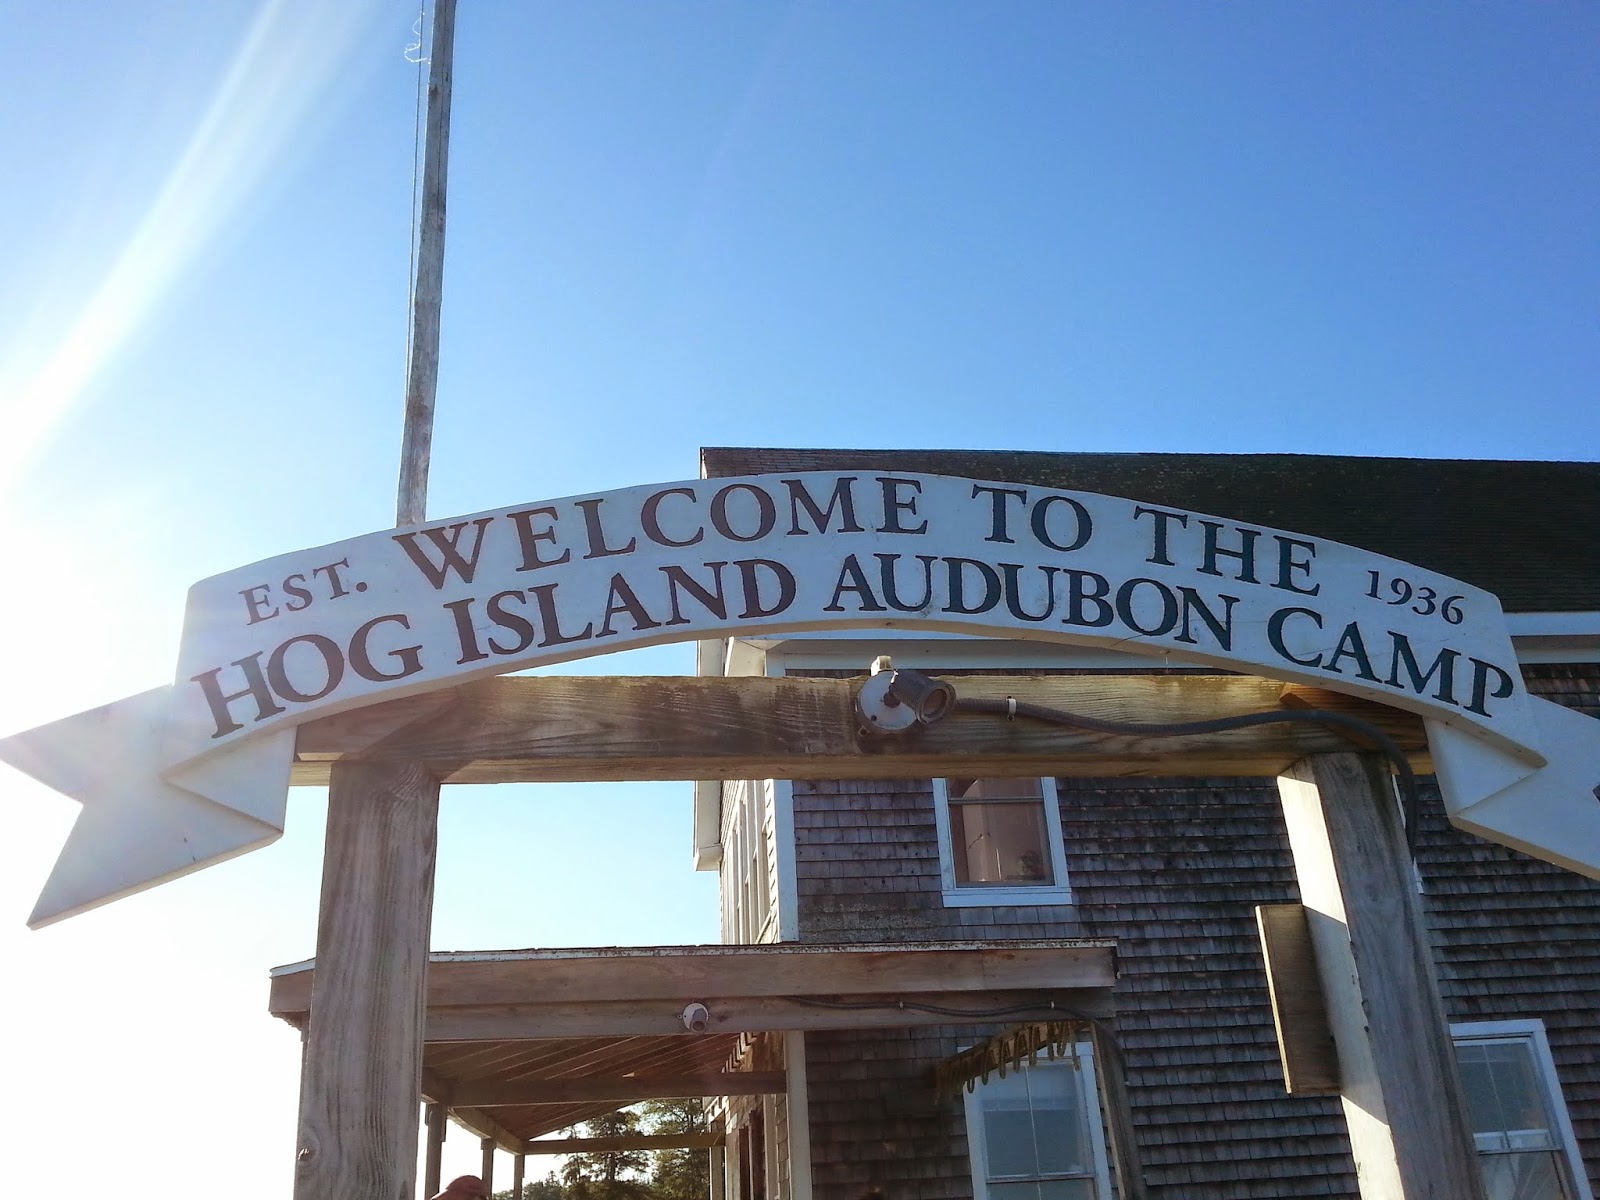 EST. WELCOME TO THE 1936
HOG ISLAND AUDUBON CAMP